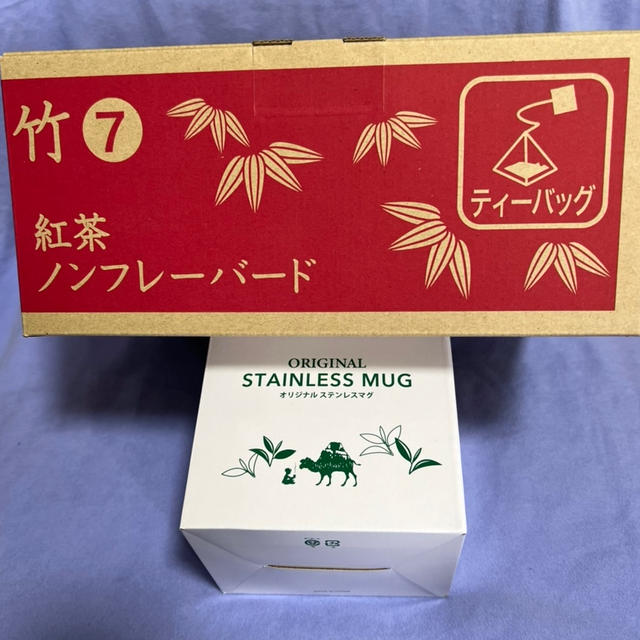 竹 7
紅茶
ノンフレーバード
ティーバッグ
ORIGINAL
STAINLESS MUG
オリジナル ステンレスマグ